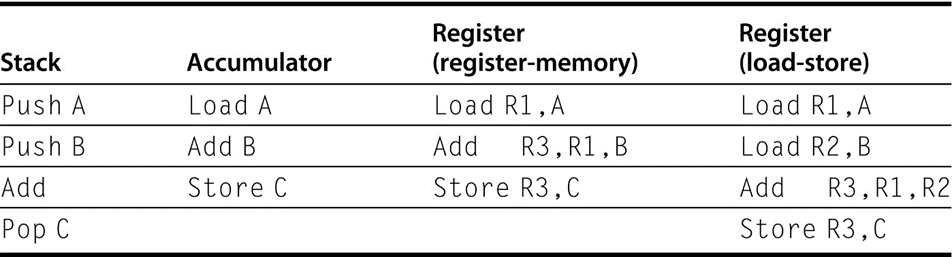 Stack Accumulator Register (register-memory) Register (load-store)
Push A Load A Load R1,A Load R1,A
Push B Add B Add R3,R1,B Load R2,B
Add Store C Store R3,C Add R3,R1,R2
Pop C Store R3,C